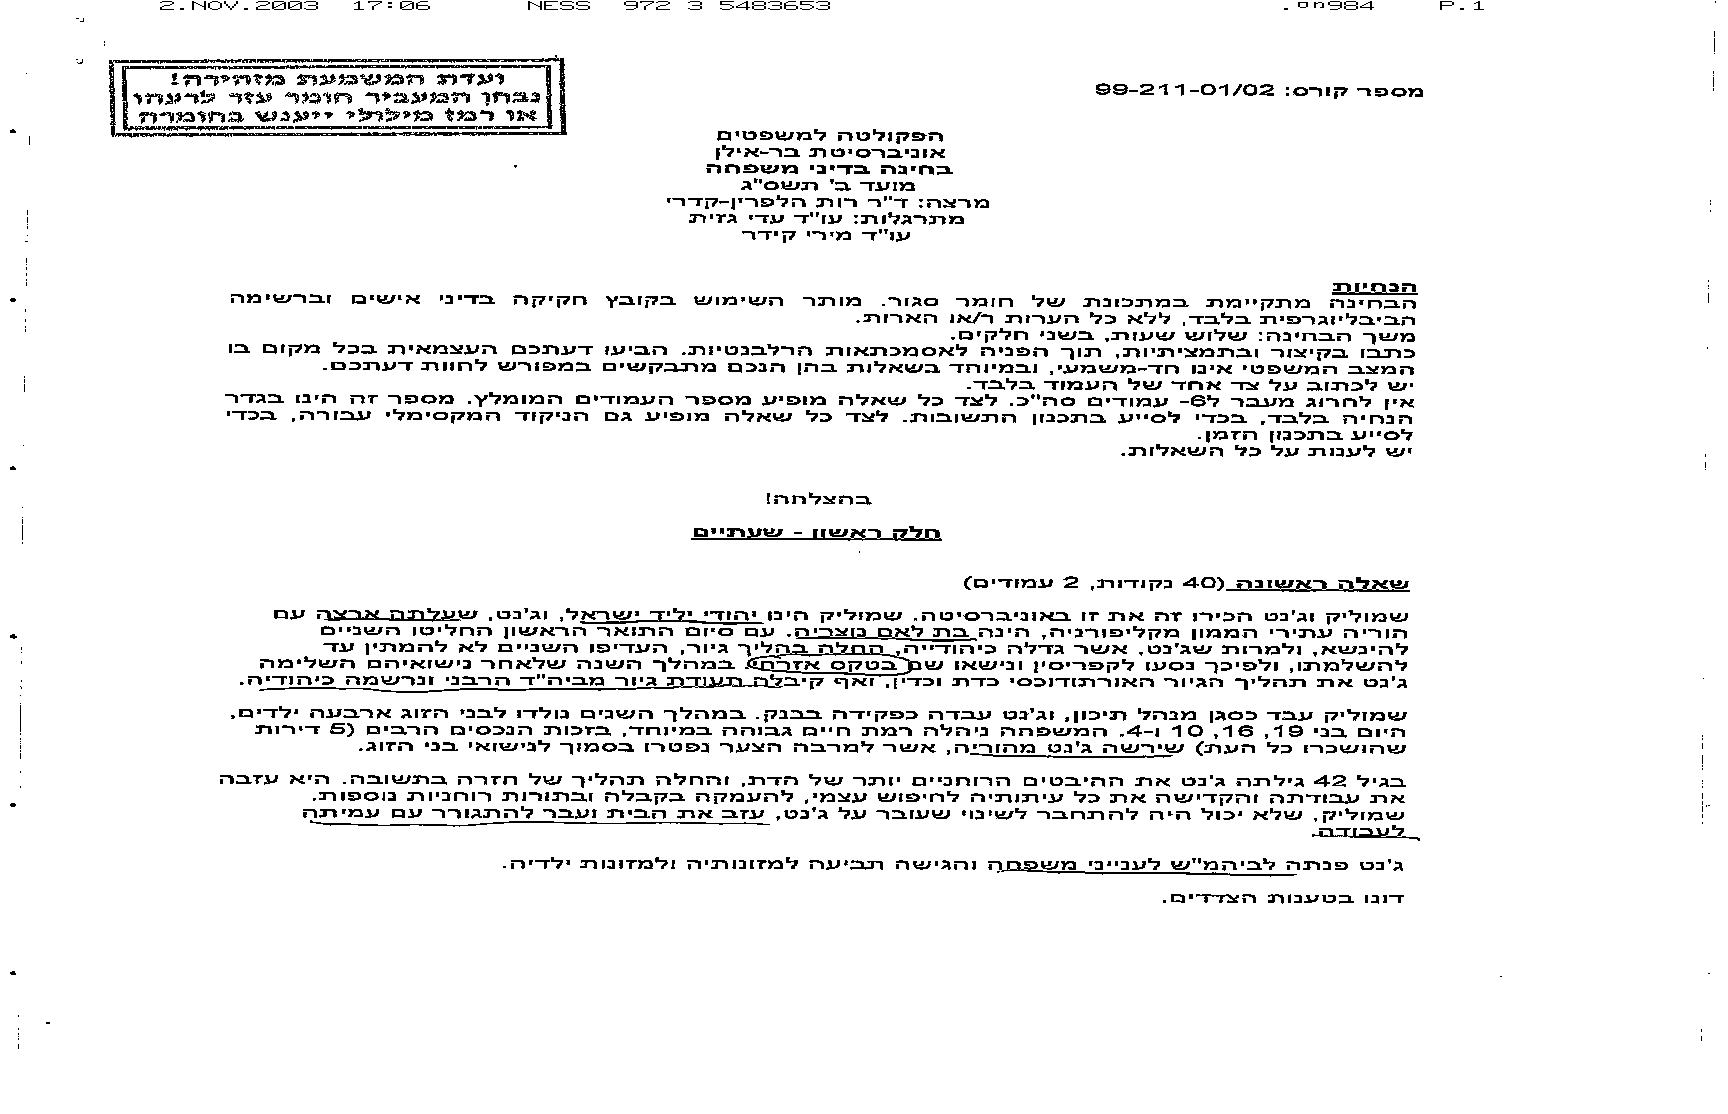 2.NOV.2003 17:06 NESS 972 3 5483653 P.1
ועדת המשמעת מזהירה!
נבחן המעביר חומר עזר לרעהו
או רמז מילולי ייענש בחומרה
מספר קורס: 99-211-01/02
הפקולטה למשפטים
אוניברסיטת בר-אילן
בחינה בדיני משפחה
מועד ב' תשס"ג
מרצה: ד"ר רות הלפרין-קדרי
מתרגלות: עו"ד עדי גזית
עו"ד מירי קידר
הנחיות
הבחינה מתקיימת במתכונת של חומר סגור. מותר השימוש בקובץ חקיקה בדיני אישים וברשימה
הביבליוגרפית בלבד, ללא כל הערות ו/או הארות.
משך הבחינה: שלוש שעות, בשני חלקים.
כתבו בקיצור ובתמציתיות, תוך הפניה לאסמכתאות הרלבנטיות. הביעו דעתכם העצמאית בכל מקום בו
המצב המשפטי אינו חד-משמעי, ובמיוחד בשאלות בהן הנכם מתבקשים במפורש לחוות דעתכם.
יש לכתוב על צד אחד של העמוד בלבד.
אין לחרוג מעבר ל6- עמודים סה"כ. לצד כל שאלה מופיע מספר העמודים המומלץ. מספר זה הינו בגדר
הנחיה בלבד, בכדי לסייע בתכנון התשובות. לצד כל שאלה מופיע גם הניקוד המקסימלי עבורה, בכדי
לסייע בתכנון הזמן.
יש לענות על כל השאלות.
בהצלחה!
חלק ראשון - שעתיים
שאלה ראשונה (40 נקודות, 2 עמודים)
שמוליק וג'נט הכירו זה את זו באוניברסיטה. שמוליק הינו יהודי יליד ישראל, וג'נט, שעלתה ארצה עם
הוריה עתירי הממון מקליפורניה, הינה בת לאם נוצריה. עם סיום התואר הראשון החליטו השניים
להינשא, ולמרות שג'נט, אשר גדלה כיהודייה, החלה בהליך גיור, העדיפו השניים לא להמתין עד
להשלמתו, ולפיכך נסעו לקפריסין ונישאו שם בטקס אזרחי. במהלך השנה שלאחר נישואיהם השלימה
ג'נט את תהליך הגיור האורתודוכסי כדת וכדין, ואף קיבלה תעודת גיור מביה"ד הרבני ונרשמה כיהודיה.
שמוליק עבד כסגן מנהל תיכון, וג'נט עבדה כפקידה בבנק. במהלך השנים נולדו לבני הזוג ארבעה ילדים,
היום בני 19, 16, 10 ו-4. המשפחה ניהלה רמת חיים גבוהה במיוחד, בזכות הנכסים הרבים (5 דירות
שהושכרו כל העת) שירשה ג'נט מהוריה, אשר למרבה הצער נפטרו בסמוך לנישואי בני הזוג.
בגיל 42 גילתה ג'נט את ההיבטים הרוחניים יותר של הדת, והחלה תהליך של חזרה בתשובה. היא עזבה
את עבודתה והקדישה את כל עיתותיה לחיפוש עצמי, להעמקה בקבלה ובתורות רוחניות נוספות.
שמוליק, שלא יכול היה להתחבר לשינוי שעובר על ג'נט, עזב את הבית ועבר להתגורר עם עמיתה
לעבודה.
ג'נט פנתה לביהמ"ש לענייני משפחה והגישה תביעה למזונותיה ולמזונות ילדיה.
דונו בטענות הצדדים.